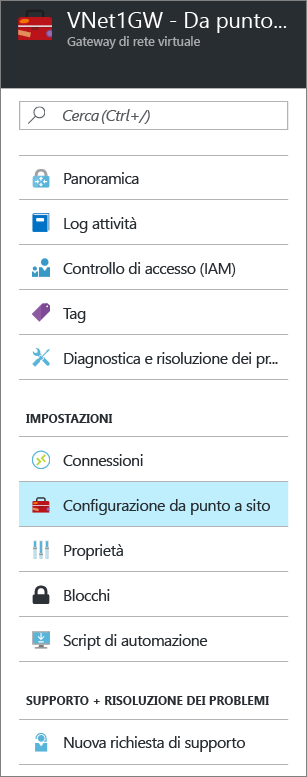 VNet1GW - Da punto...
Gateway di rete virtuale
Cerca (Ctrl+/)
Panoramica
Log attività
Controllo di accesso (IAM)
Tag
Diagnostica e risoluzione dei pr...
IMPOSTAZIONI
Connessioni
Configurazione da punto a sito
Proprietà
Blocchi
Script di automazione
SUPPORTO + RISOLUZIONE DEI PROBLEMI
Nuova richiesta di supporto